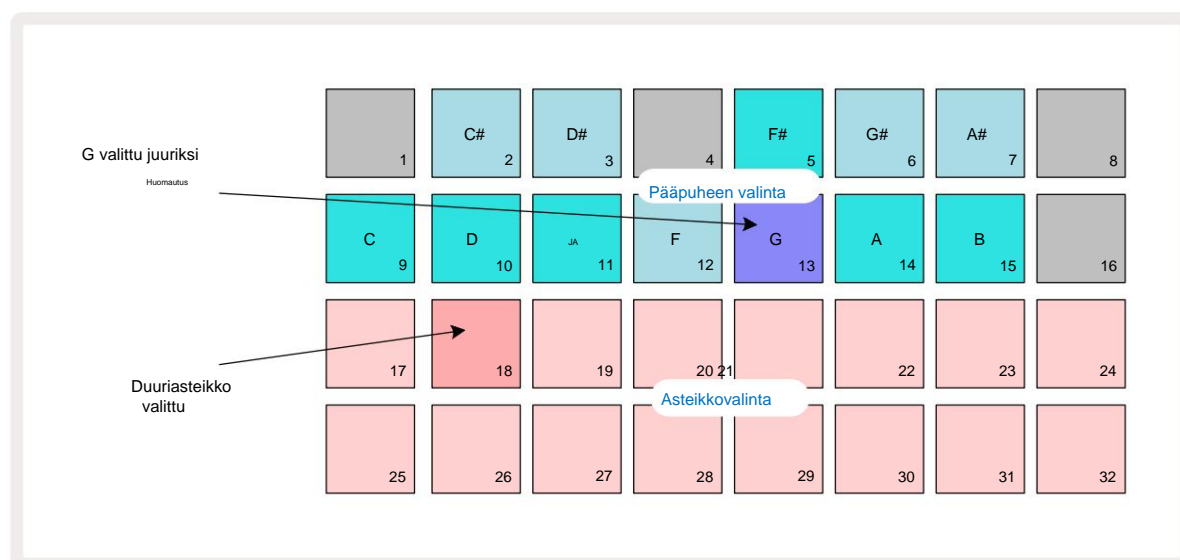 C# D# F# G# A#
1 2 3 4 5 6 7 8
G valittu juuriksi
Huomautus
Pääpuheen valinta
C D JA F G A B
9 10 11 12 13 14 15 16
17 18 19 20 21 22 23 24
Duuriasteikko
valittu
Asteikkovalinta
25 26 27 28 29 30 31 32